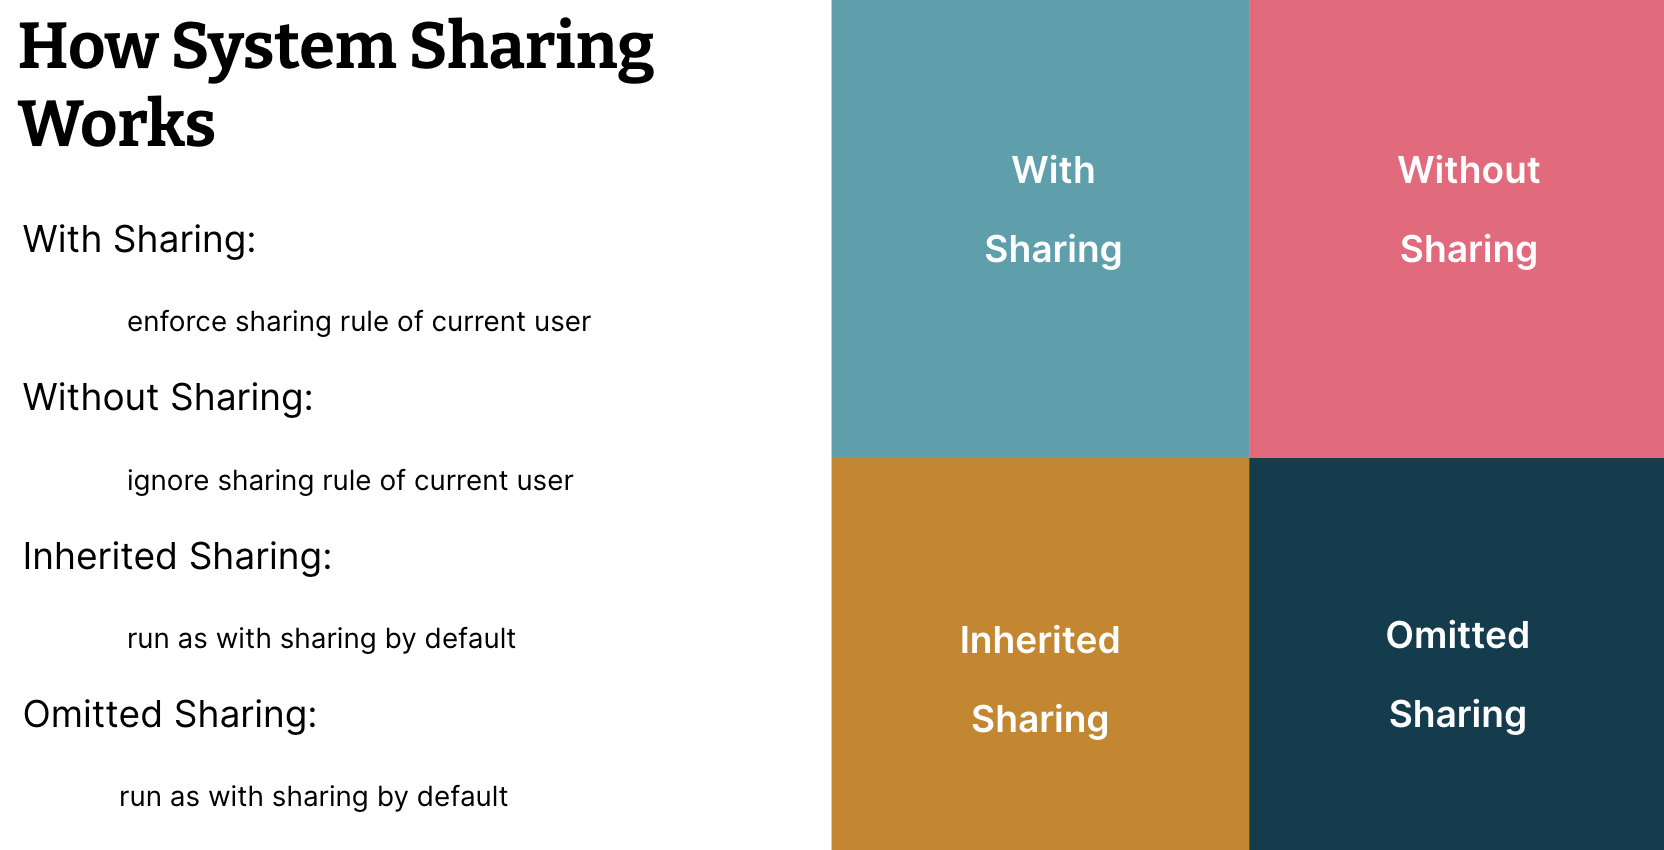 How System Sharing
Works
With Sharing:
enforce sharing rule of current user
Without Sharing:
ignore sharing rule of current user
Inherited Sharing:
run as with sharing by default
Omitted Sharing:
run as with sharing by default
With
Sharing
Without
Sharing
Inherited
Sharing
Omitted
Sharing